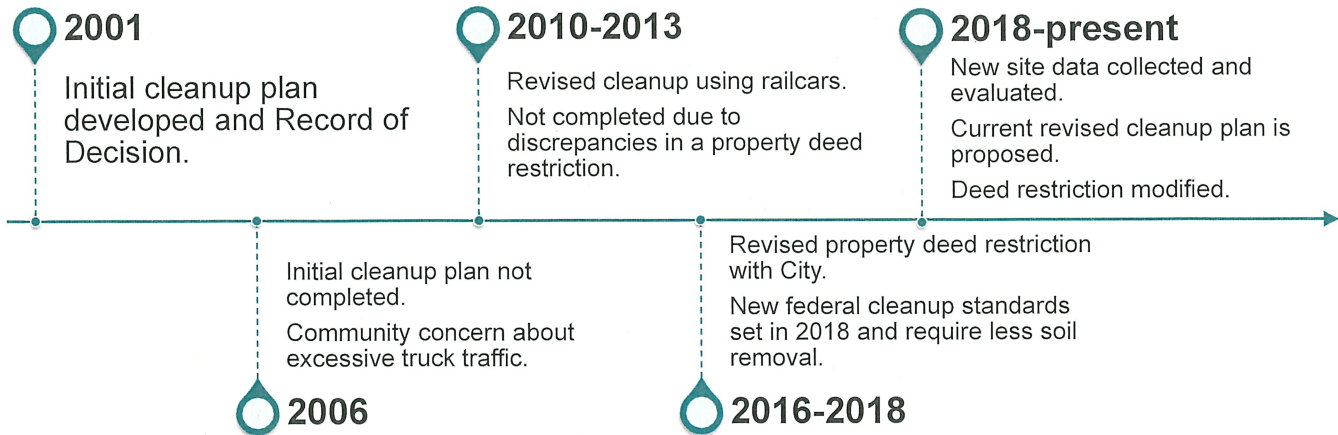 2001
Initial cleanup plan
developed and Record of
Decision.
2006
Initial cleanup plan not
completed.
Community concern about
excessive truck traffic.
2010-2013
Revised cleanup using railcars.
Not completed due to
discrepancies in a property deed
restriction.
2016-2018
Revised property deed restriction
with City.
New federal cleanup standards
set in 2018 and require less soil
removal.
2018-present
New site data collected and
evaluated.
Current revised cleanup plan is
proposed.
Deed restriction modified.